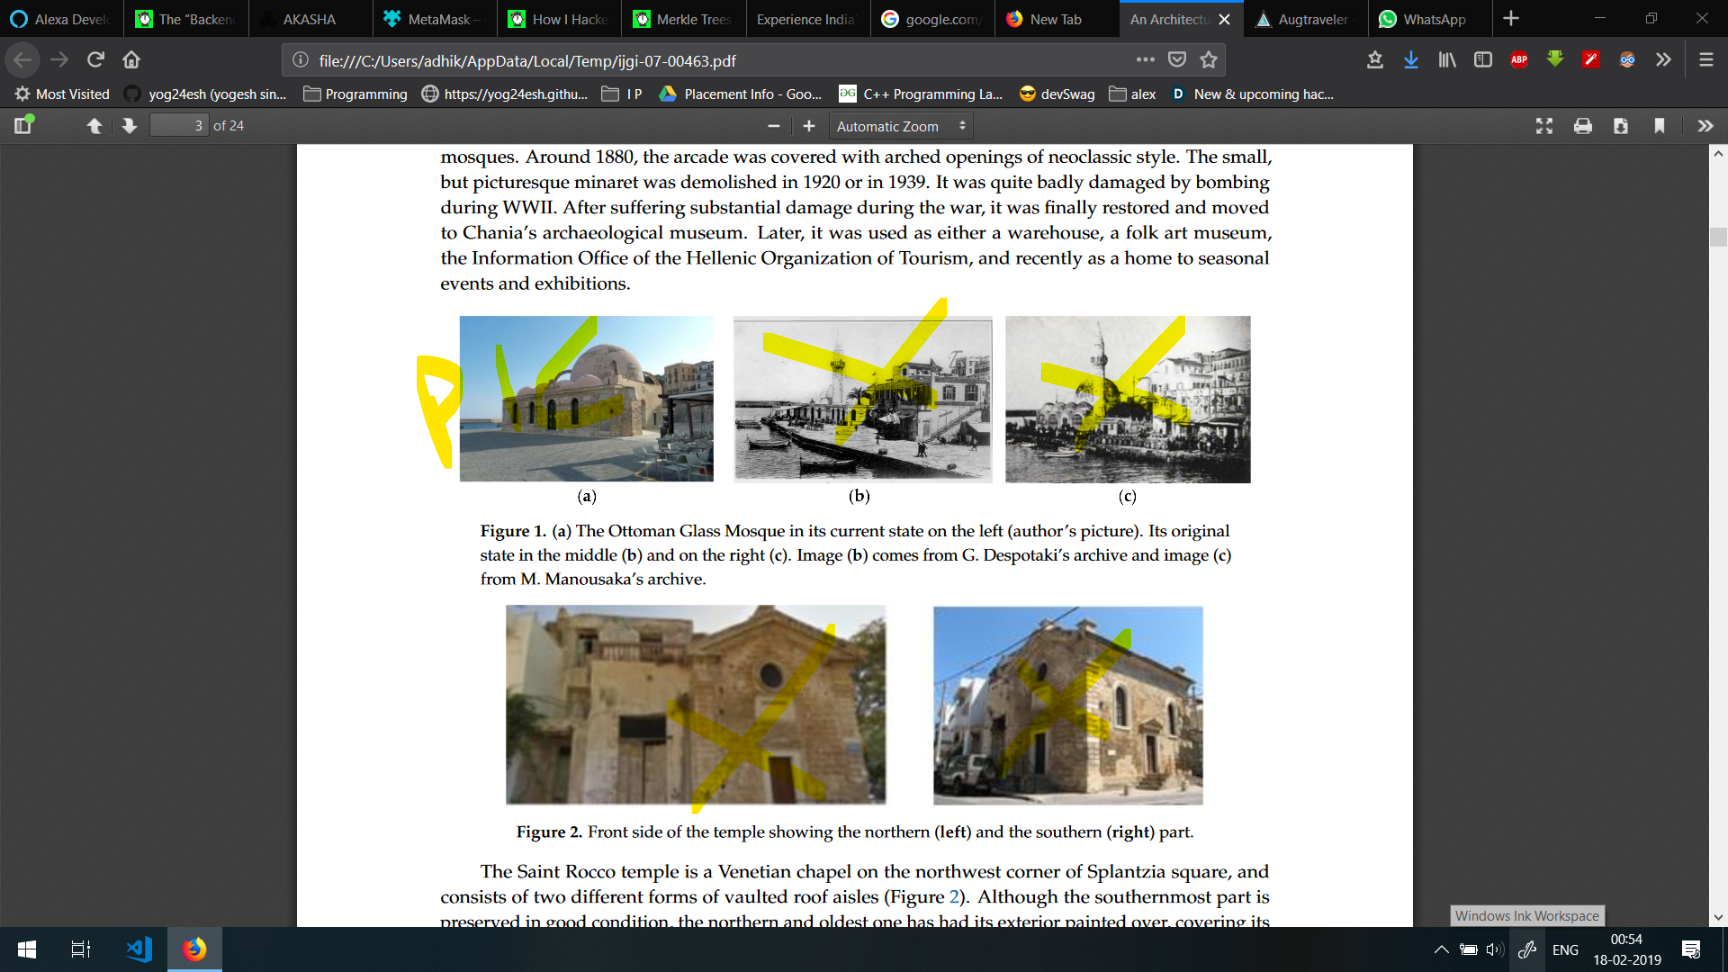 Alexa Develo
The "Backend
AKASHA
MetaMask –
How I Hacke
Merkle Trees
Experience India'
google.com/
New Tab
An Architectu
Augtraveler
WhatsApp
file:///C:/Users/adhik/AppData/Local/Temp/ijgi-07-00463.pdf
Most Visited
yog24esh (yogesh sin...
Programming
https://yog24esh.githu...
I P
Placement Info - Goo...
C++ Programming La...
devSwag
alex
New & upcoming hac...
3 of 24
Automatic Zoom
mosques. Around 1880, the arcade was covered with arched openings of neoclassic style. The small,
but picturesque minaret was demolished in 1920 or in 1939. It was quite badly damaged by bombing
during WWII. After suffering substantial damage during the war, it was finally restored and moved
to Chania's archaeological museum. Later, it was used as either a warehouse, a folk art museum,
the Information Office of the Hellenic Organization of Tourism, and recently as a home to seasonal
events and exhibitions.
(a)
(b)
(c)
Figure 1. (a) The Ottoman Glass Mosque in its current state on the left (author's picture). Its original
state in the middle (b) and on the right (c). Image (b) comes from G. Despotaki's archive and image (c)
from M. Manousaka's archive.
Figure 2. Front side of the temple showing the northern (left) and the southern (right) part.
The Saint Rocco temple is a Venetian chapel on the northwest corner of Splantzia square, and
consists of two different forms of vaulted roof aisles (Figure 2). Although the southernmost part is
preserved in good condition, the northern and oldest one has had its exterior painted over, covering its
Windows Ink Workspace
ENG
00:54
18-02-2019